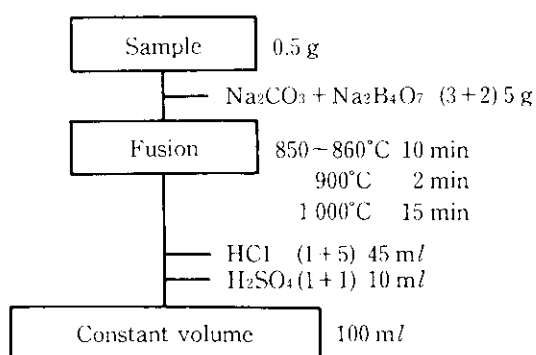 Sample 0.5 g
Na₂CO₃ + Na₂B₄O₇ (3+2) 5 g
Fusion 850~860°C 10 min
900°C 2 min
1 000°C 15 min
HCl (1+5) 45 ml
H₂SO₄ (1+1) 10 ml
Constant volume 100 ml